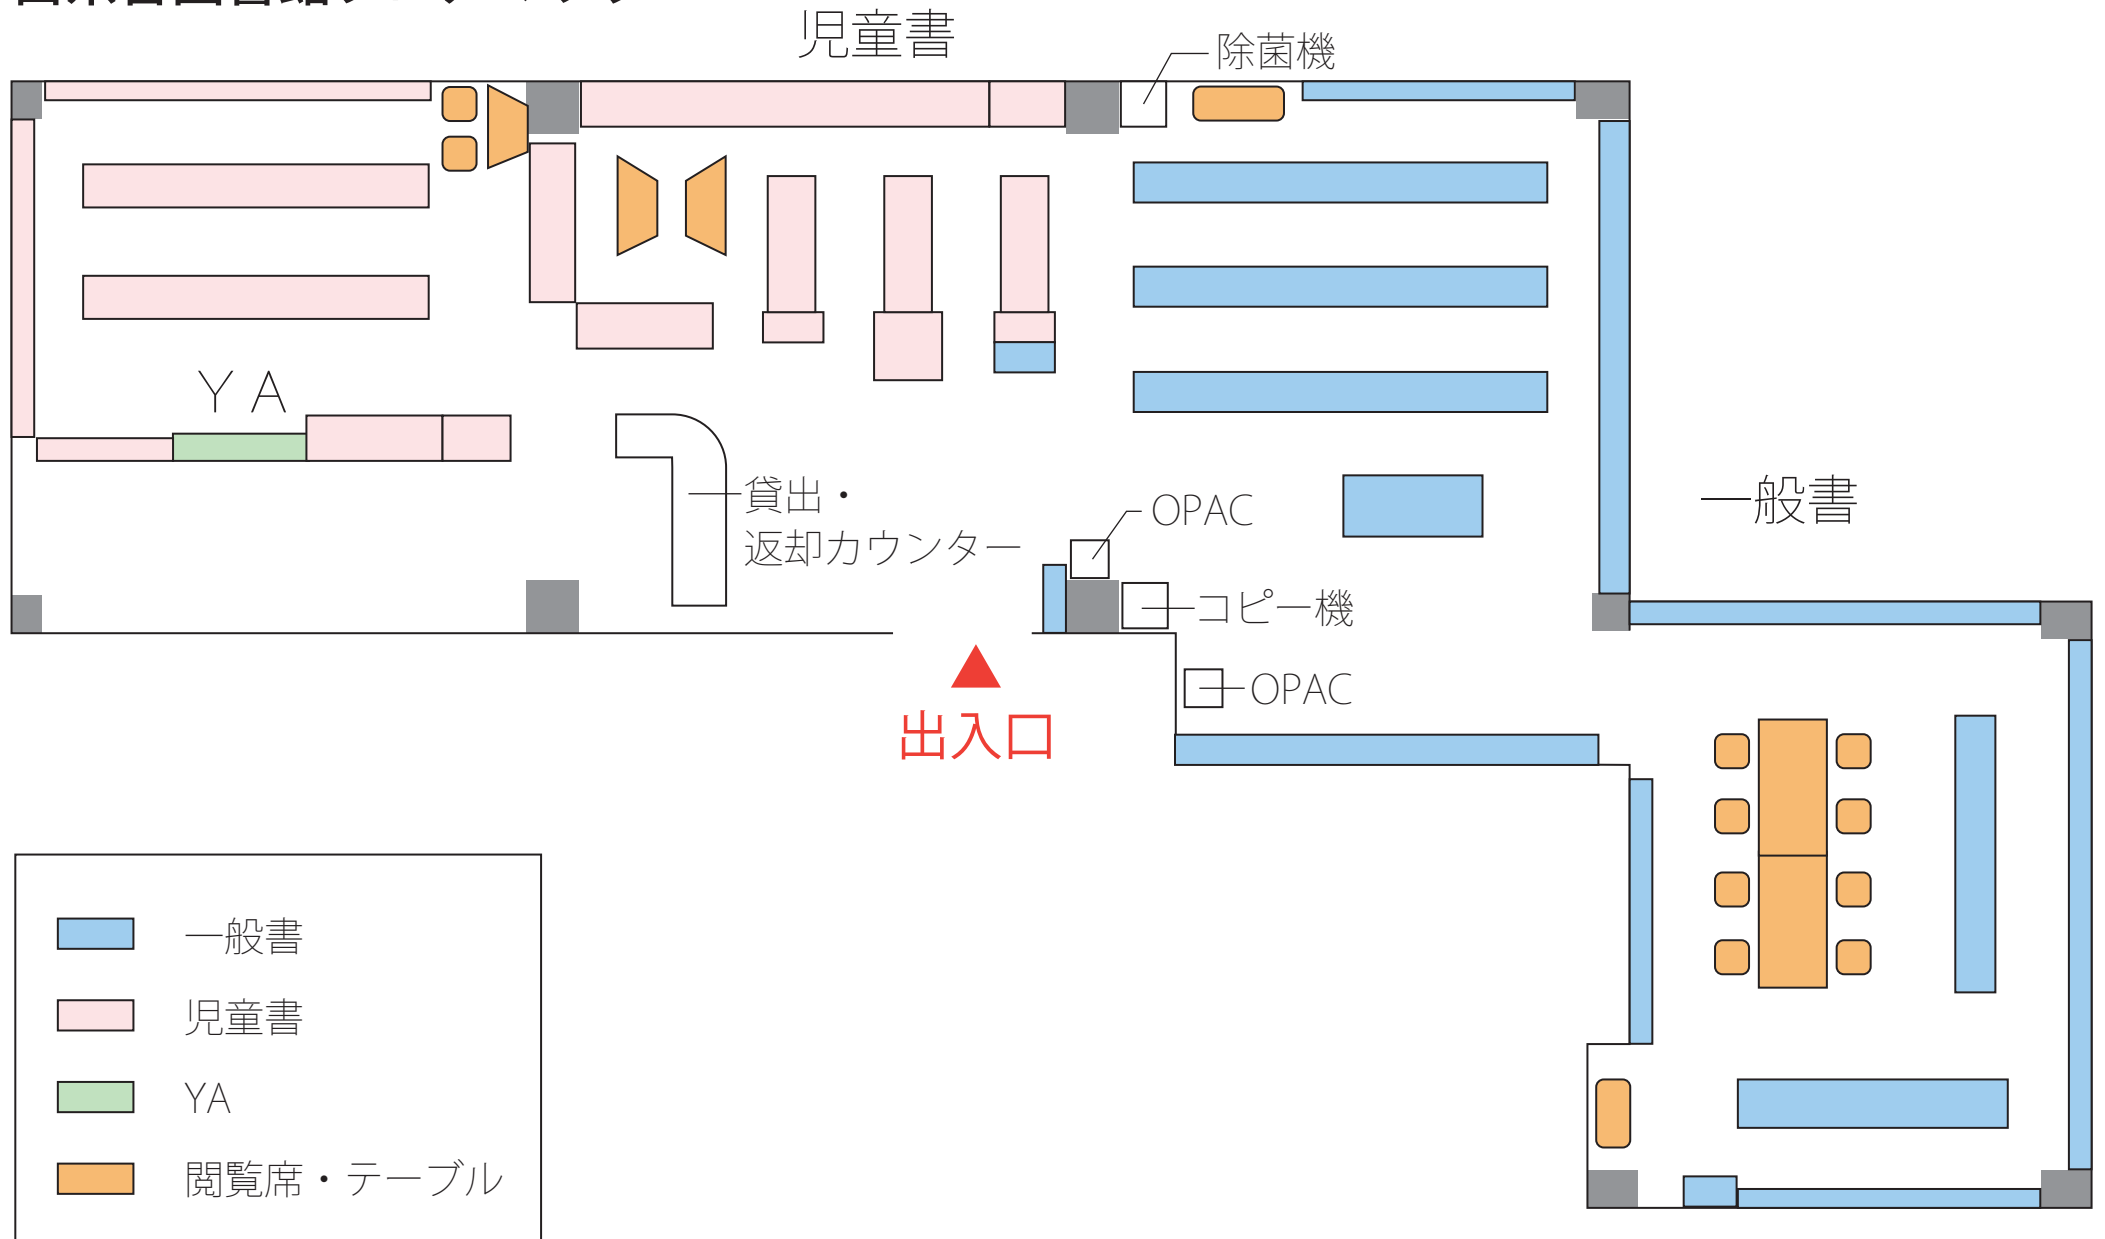 児童書
除菌機
ＹＡ
貸出・
返却カウンター
OPAC
一般書
コピー機
OPAC
出入口
一般書
児童書
YA
閲覧席・テーブル